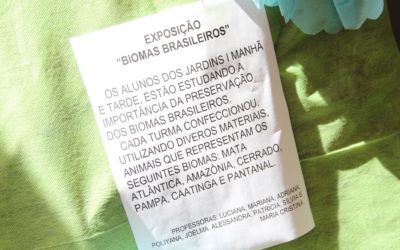 EXPOSIÇÃO
"BIOMAS BRASILEIROS"
OS ALUNOS DOS JARDINS I MANHÃ
E TARDE, ESTÃO ESTUDANDO A
IMPORTÂNCIA DA PRESERVAÇÃO
DOS BIOMAS BRASILEIROS.
CADA TURMA CONFECCIONOU,
UTILIZANDO DIVEROS MATERIAIS,
ANIMAIS QUE REPRESENTAM OS
SEGUINTES BIOMAS: MATA
ATLÂNTICA, AMAZÔNIA, CERRADO,
PAMPA, CAATINGA E PANTANAL.
PROFESSORAS: LUCIANA, MARIANA, ADRIANA,
POLIYANA, JOELMA, ALESSANDRA, PATRÍCIA, SILVIA E
MARIA CRISTINA